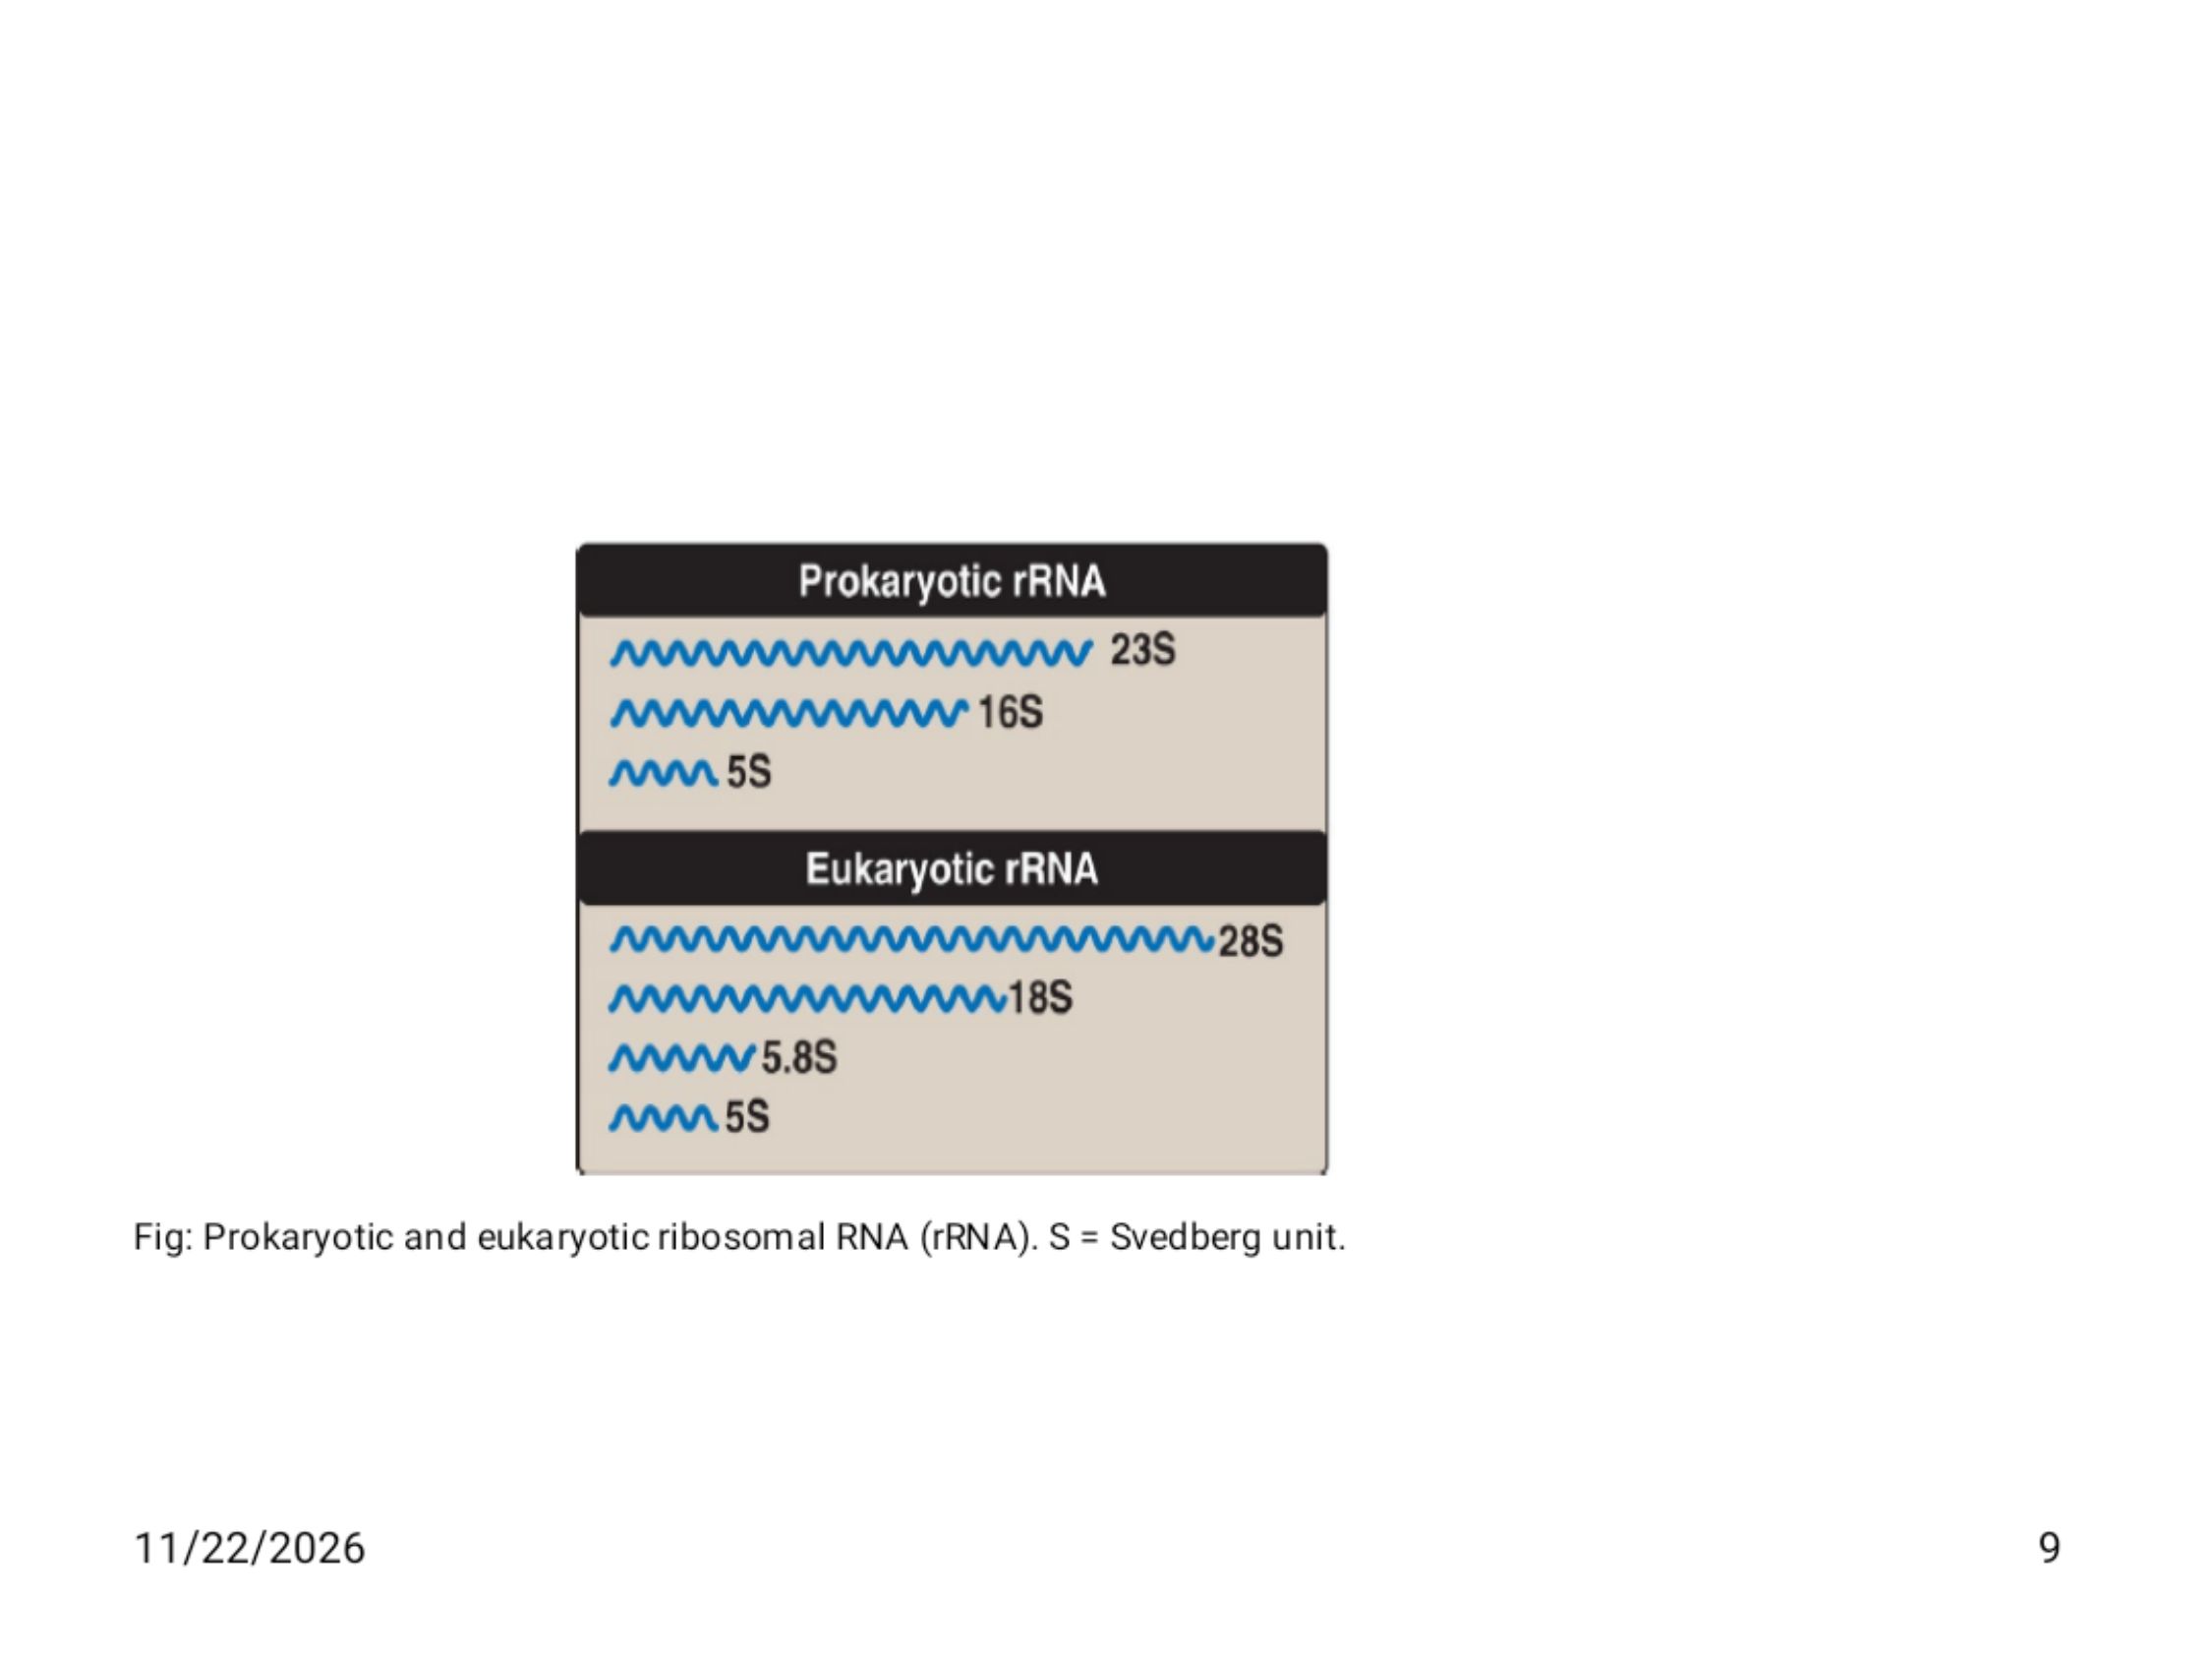 Prokaryotic rRNA
23S
16S
5S
Eukaryotic rRNA
28S
18S
5.8S
5S
Fig: Prokaryotic and eukaryotic ribosomal RNA (rRNA). S = Svedberg unit.
11/22/2026
9